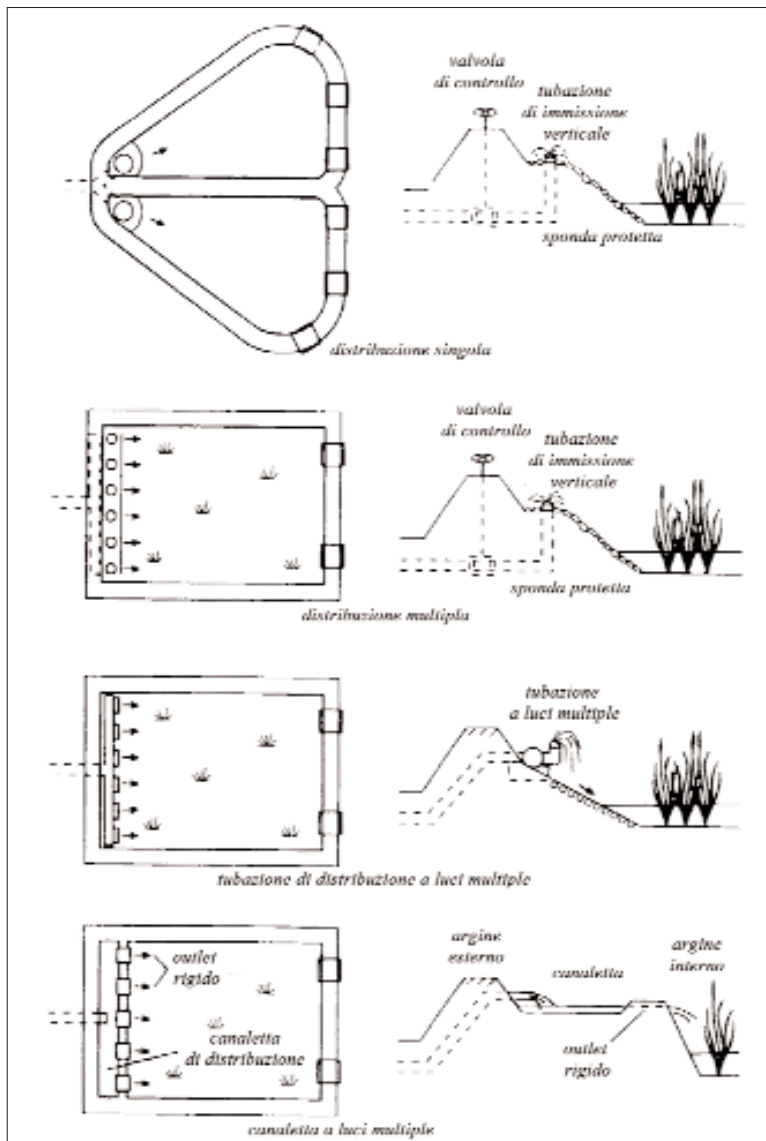 valvola
di controllo
tubazione
di immissione
verticale
sponda protetta
distribuzione singola
valvola
di controllo
tubazione
di immissione
verticale
sponda protetta
distribuzione multipla
tubazione
a luci multiple
tubazione di distribuzione a luci multiple
outlet
rigido
canaletta
di distribuzione
argine
esterno
canaletta
argine
interno
outlet
rigido
canaletta a luci multiple